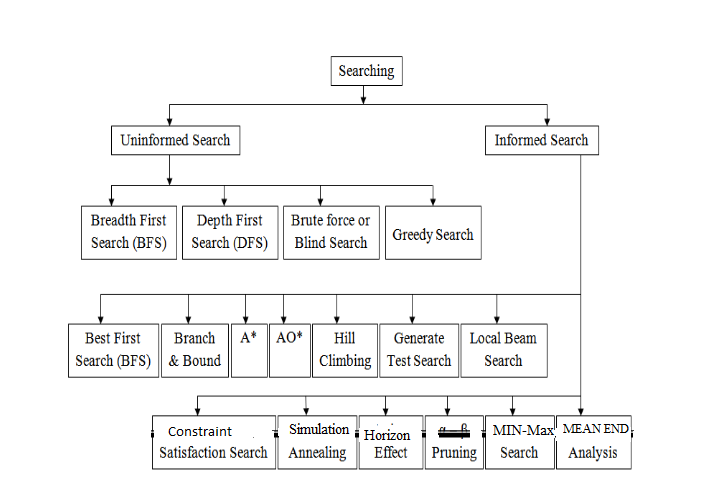 Searching
Uninformed Search
Informed Search
Breadth First
Search (BFS)
Depth First
Search (DFS)
Brute force or
Blind Search
Greedy Search
Best First
Search (BFS)
Branch
& Bound
A*
AO*
Hill
Climbing
Generate
Test Search
Local Beam
Search
Constraint
Satisfaction Search
Simulation
Annealing
Horizon
Effect
α – β
Pruning
MIN-Max
Search
MEAN END
Analysis